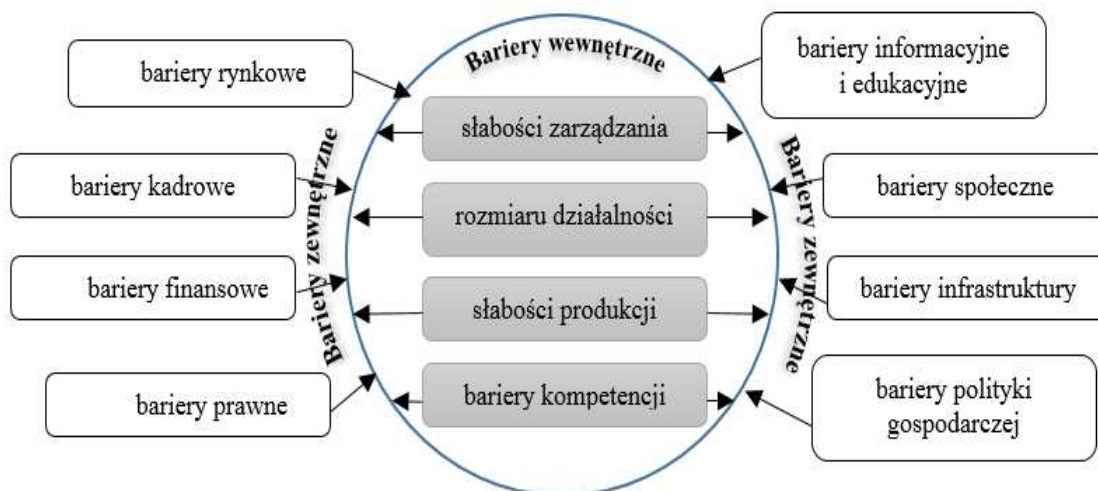 Bariery wewnętrzne
bariery rynkowe
bariery kadrowe
bariery finansowe
bariery prawne
Bariery zewnętrzne
słabości zarządzania
rozmiaru działalności
słabości produkcji
bariery kompetencji
Bariery zewnętrzne
bariery informacyjne
i edukacyjne
bariery społeczne
bariery infrastruktury
bariery polityki
gospodarczej